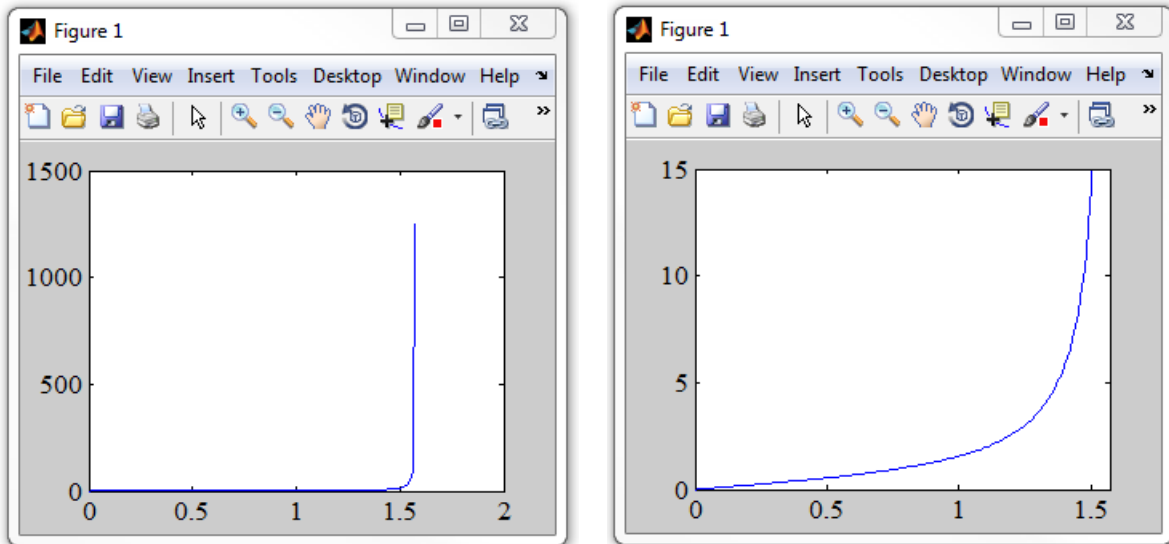 Figure 1
File Edit View Insert Tools Desktop Window Help
1500
1000
500
0
0 0.5 1 1.5 2
Figure 1
File Edit View Insert Tools Desktop Window Help
15
10
5
0
0 0.5 1 1.5